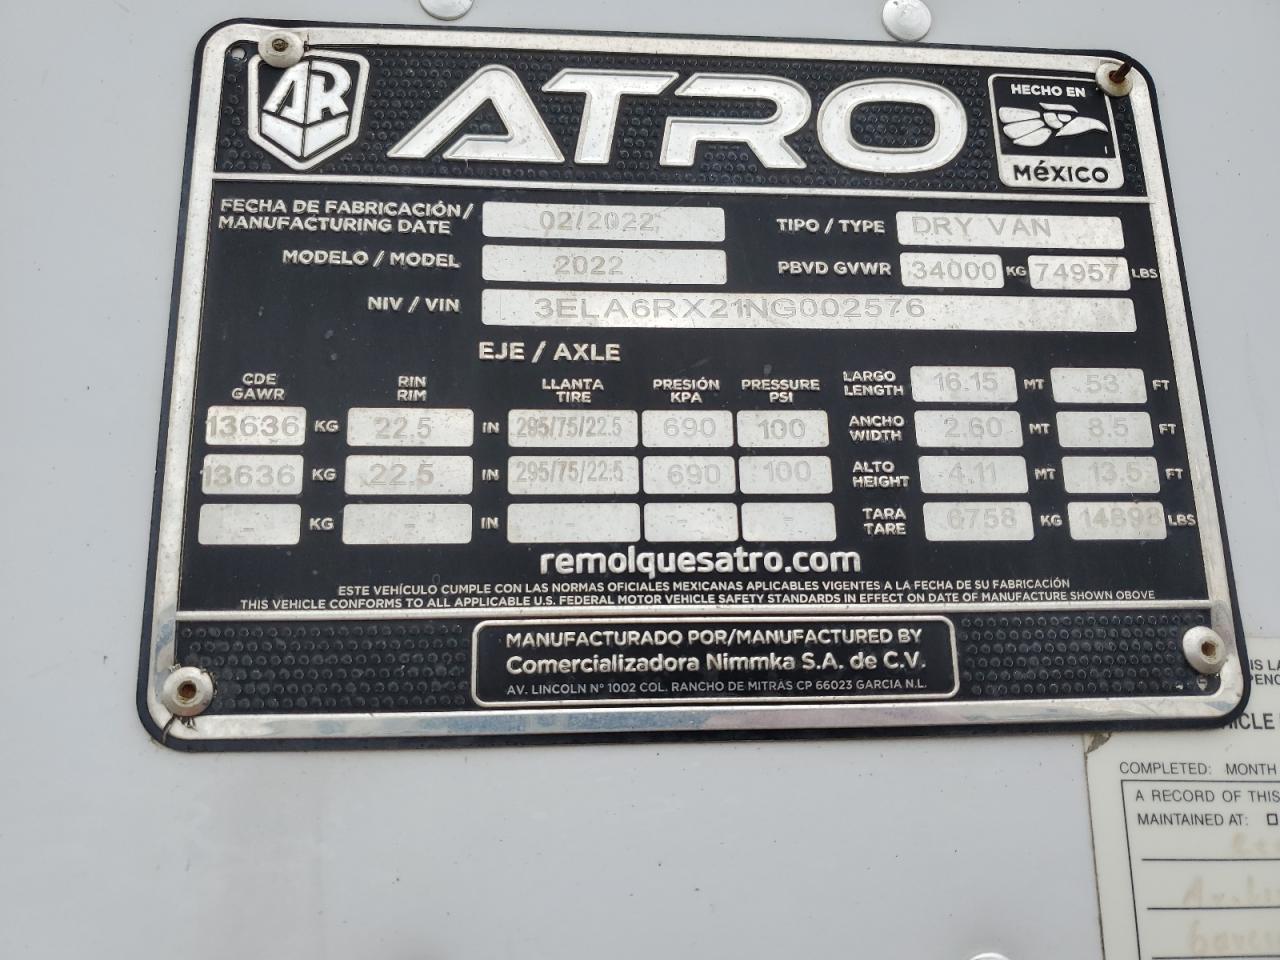 AR ATRO
HECHO EN
MéXICO
FECHA DE FABRICACIÓN/
MANUFACTURING DATE 02/2022 TIPO / TYPE DRY VAN
MODELO / MODEL 2022 PBVD GVWR 34000 KG 74957 LBS
NIV / VIN 3ELA6RX21NG002576
EJE / AXLE
CDE GAWR RIN RIM LLANTA TIRE PRESIÓN KPA PRESSURE PSI
13636 KG 22.5 IN 295/75/22.5 690 100
13636 KG 22.5 IN 295/75/22.5 690 100
- KG - IN - - -
LARGO LENGTH 16.15 MT 53 FT
ANCHO WIDTH 2.60 MT 8.5 FT
ALTO HEIGHT 4.11 MT 13.5 FT
TARA TARE 6758 KG 14898 LBS
remolquesatro.com
ESTE VEHÍCULO CUMPLE CON LAS NORMAS OFICIALES MEXICANAS APLICABLES VIGENTES A LA FECHA DE SU FABRICACIÓN
THIS VEHICLE CONFORMS TO ALL APPLICABLE U.S. FEDERAL MOTOR VEHICLE SAFETY STANDARDS IN EFFECT ON DATE OF MANUFACTURE SHOWN OBOVE
MANUFACTURADO POR/MANUFACTURED BY
Comercializadora Nimmka S.A. de C.V.
AV. LINCOLN N° 1002 COL. RANCHO DE MITRAS CP 66023 GARCIA N.L.
COMPLETED: MONTH
A RECORD OF THIS
MAINTAINED AT: